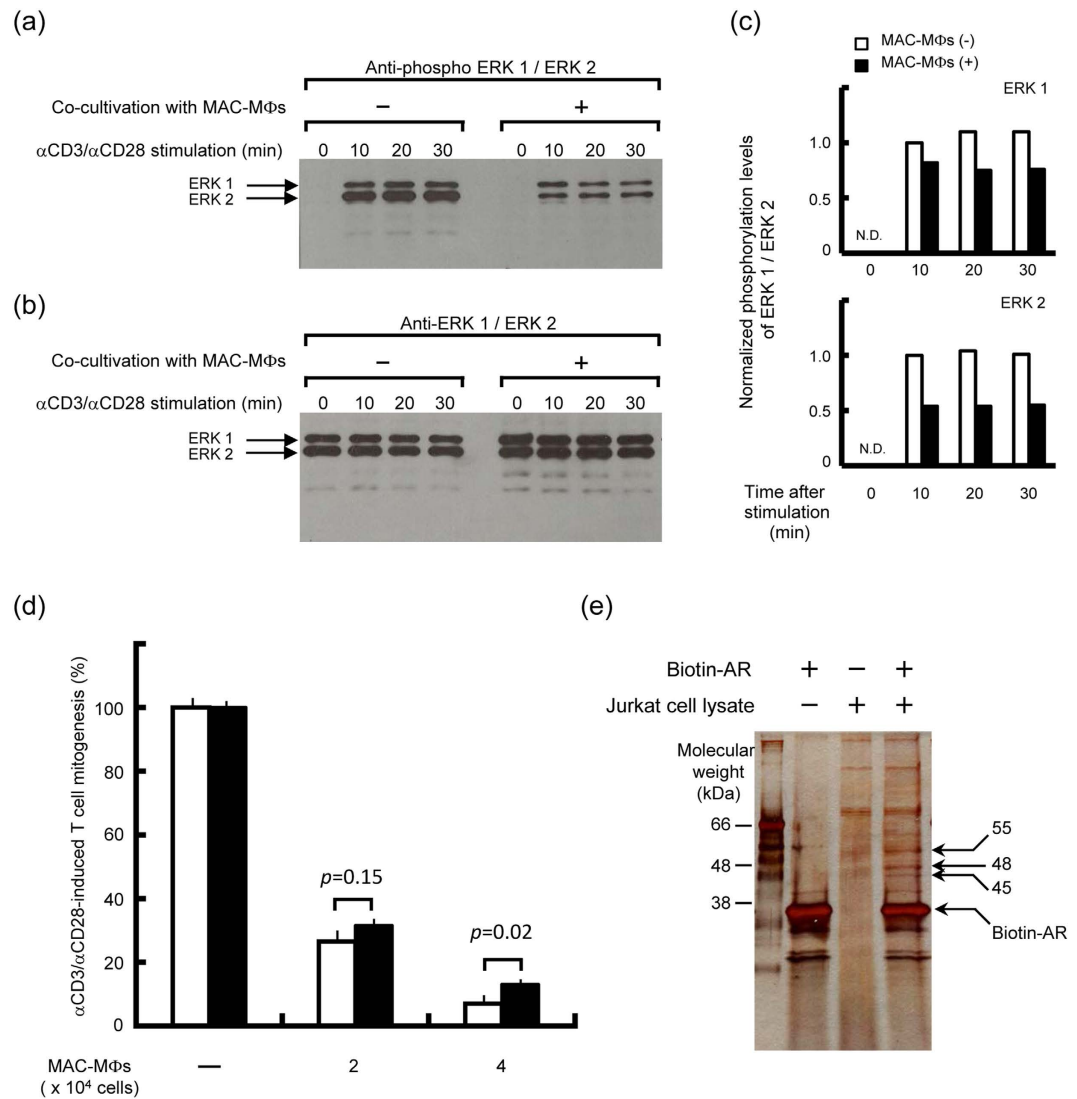 (a)
Anti-phospho ERK 1 / ERK 2
Co-cultivation with MAC-MΦs − +
αCD3/αCD28 stimulation (min) 0 10 20 30 0 10 20 30
ERK 1
ERK 2
(b)
Anti-ERK 1 / ERK 2
Co-cultivation with MAC-MΦs − +
αCD3/αCD28 stimulation (min) 0 10 20 30 0 10 20 30
ERK 1
ERK 2
(c)
MAC-MΦs (-)
MAC-MΦs (+)
Normalized phosphorylation levels
of ERK 1 / ERK 2
ERK 1
1.0
0.5
0
N.D.
0 10 20 30
ERK 2
1.0
0.5
0
N.D.
Time after
stimulation
(min)
0 10 20 30
(d)
αCD3/αCD28-induced T cell mitogenesis (%)
100
80
60
40
20
0
p=0.15
p=0.02
MAC-MΦs
( x 10⁴ cells)
— 2 4
(e)
Biotin-AR + − +
Jurkat cell lysate − + +
Molecular
weight
(kDa)
66
48
38
55
48
45
Biotin-AR